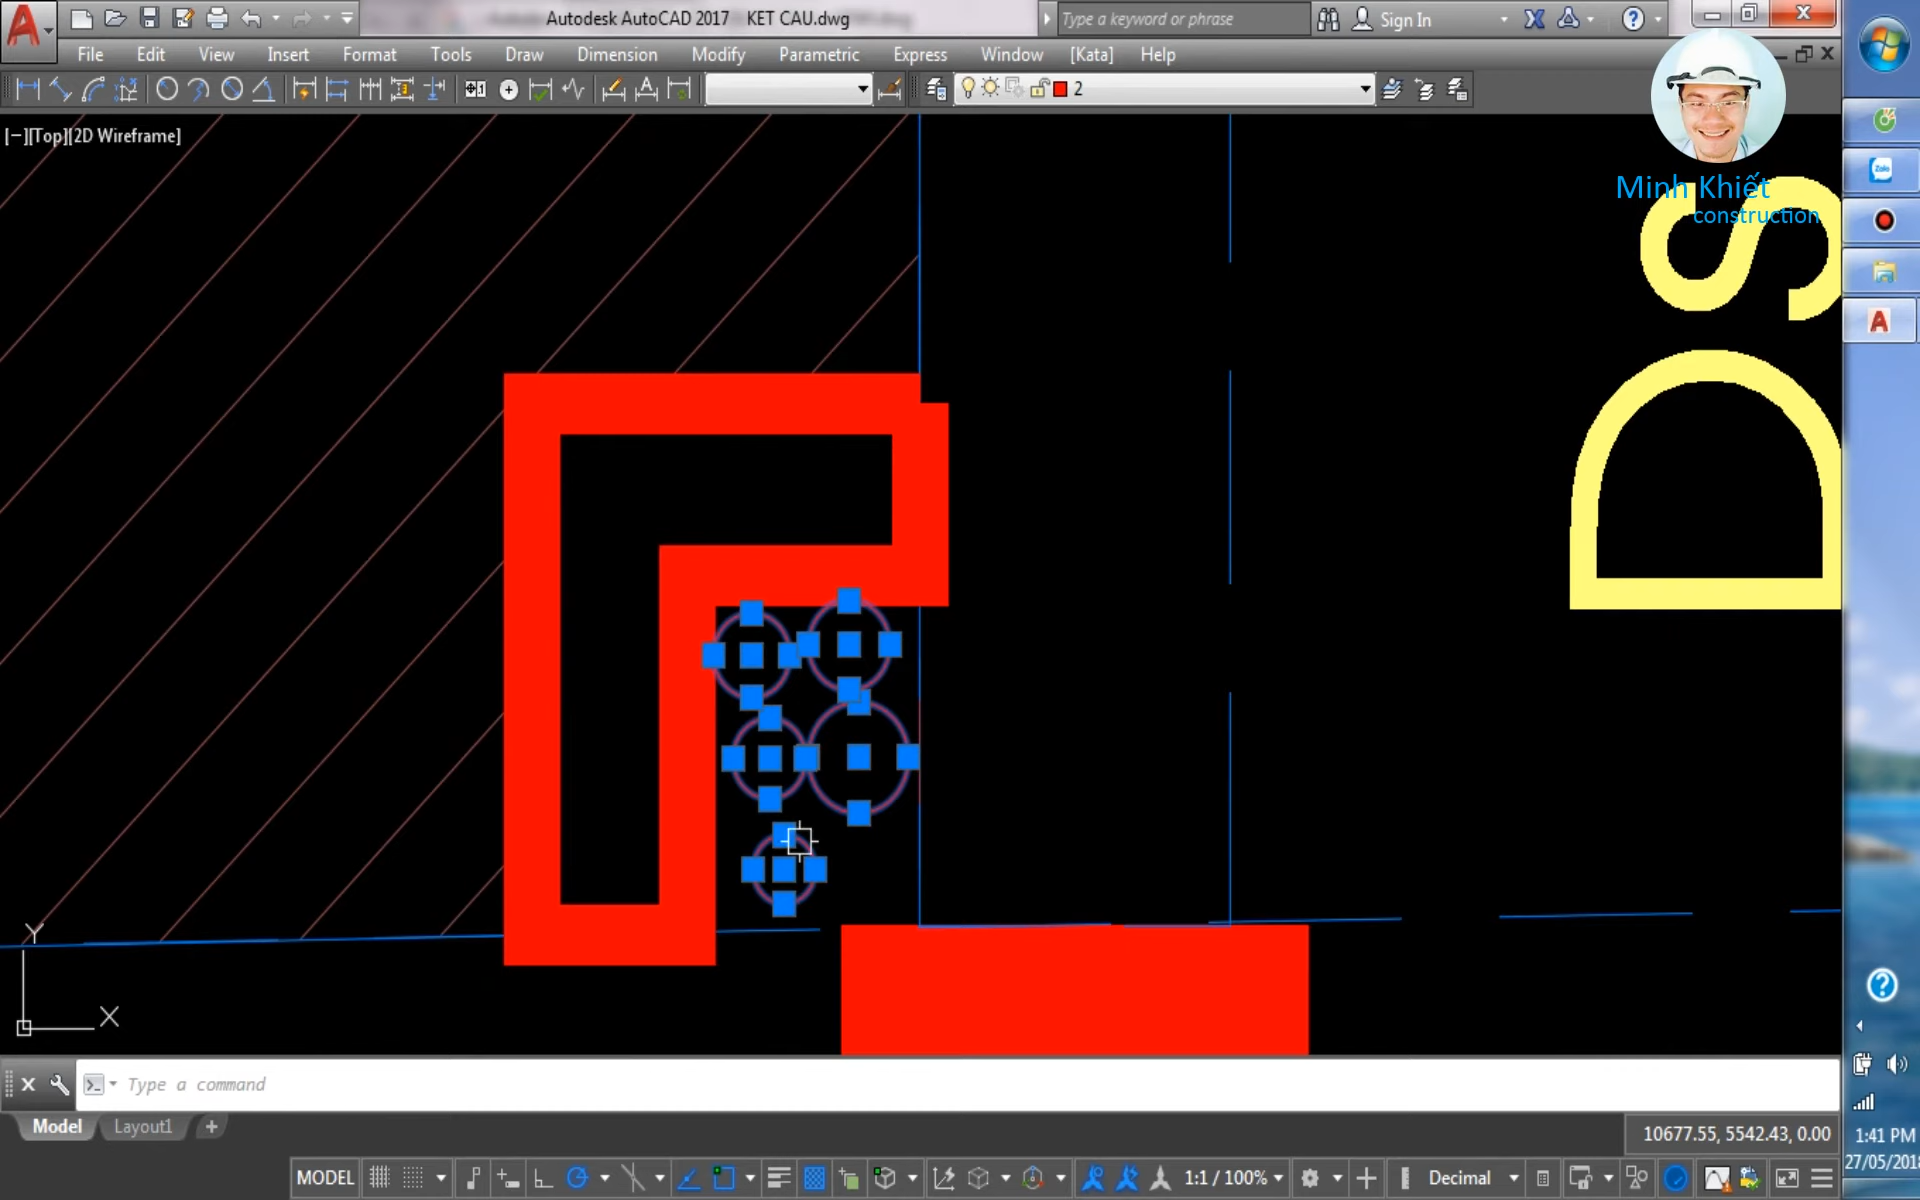 Autodesk AutoCAD 2017 KET CAU.dwg
Type a keyword or phrase
Sign In
File Edit View Insert Format Tools Draw Dimension Modify Parametric Express Window [Kata] Help
2
[−][Top][2D Wireframe]
Minh Khiết
construction
Zalo
DS
Y
X
Type a command
Model Layout1 +
10677.55, 5542.43, 0.00
MODEL
1:1 / 100%
Decimal
1:41 PM
27/05/2018